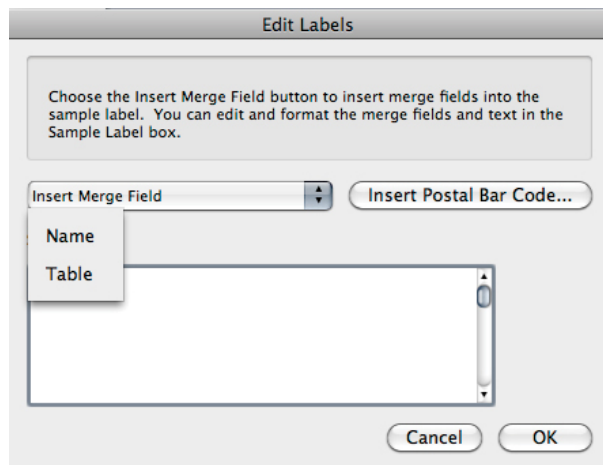 Edit Labels
Choose the Insert Merge Field button to insert merge fields into the
sample label.  You can edit and format the merge fields and text in the
Sample Label box.
Insert Merge Field
Insert Postal Bar Code...
Name
Table
Cancel
OK